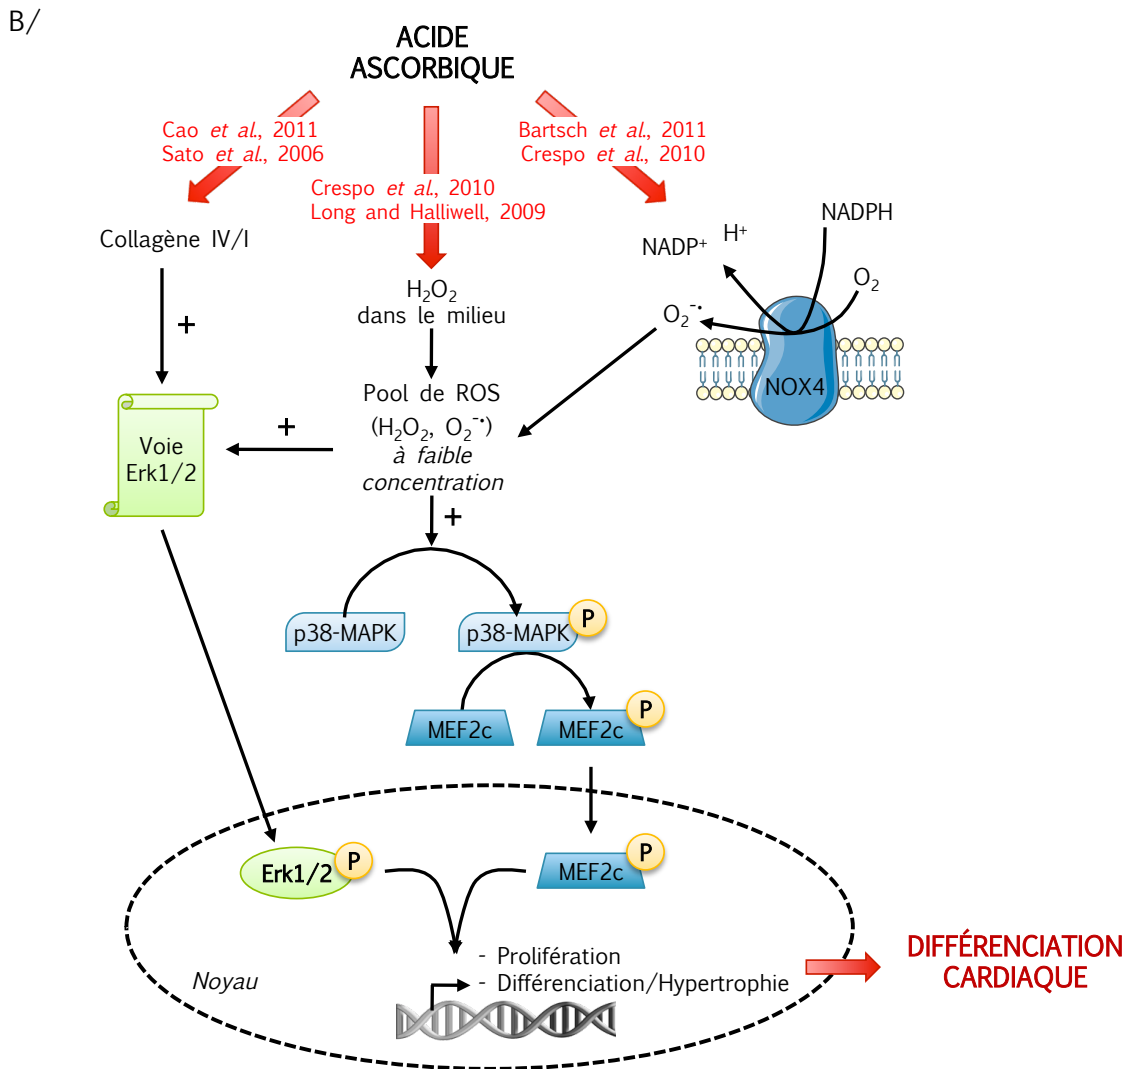 B/
ACIDE
ASCORBIQUE
Cao et al., 2011
Sato et al., 2006
Crespo et al., 2010
Long and Halliwell, 2009
Bartsch et al., 2011
Crespo et al., 2010
Collagène IV/I
+
H₂O₂
dans le milieu
NADP⁺
H⁺
NADPH
O₂
O₂⁻•
NOX4
Pool de ROS
(H₂O₂, O₂⁻•)
à faible
concentration
+
Voie
Erk1/2
+
p38-MAPK
p38-MAPK
P
MEF2c
MEF2c
P
Erk1/2
P
MEF2c
P
- Prolifération
- Différenciation/Hypertrophie
Noyau
DIFFÉRENCIATION
CARDIAQUE